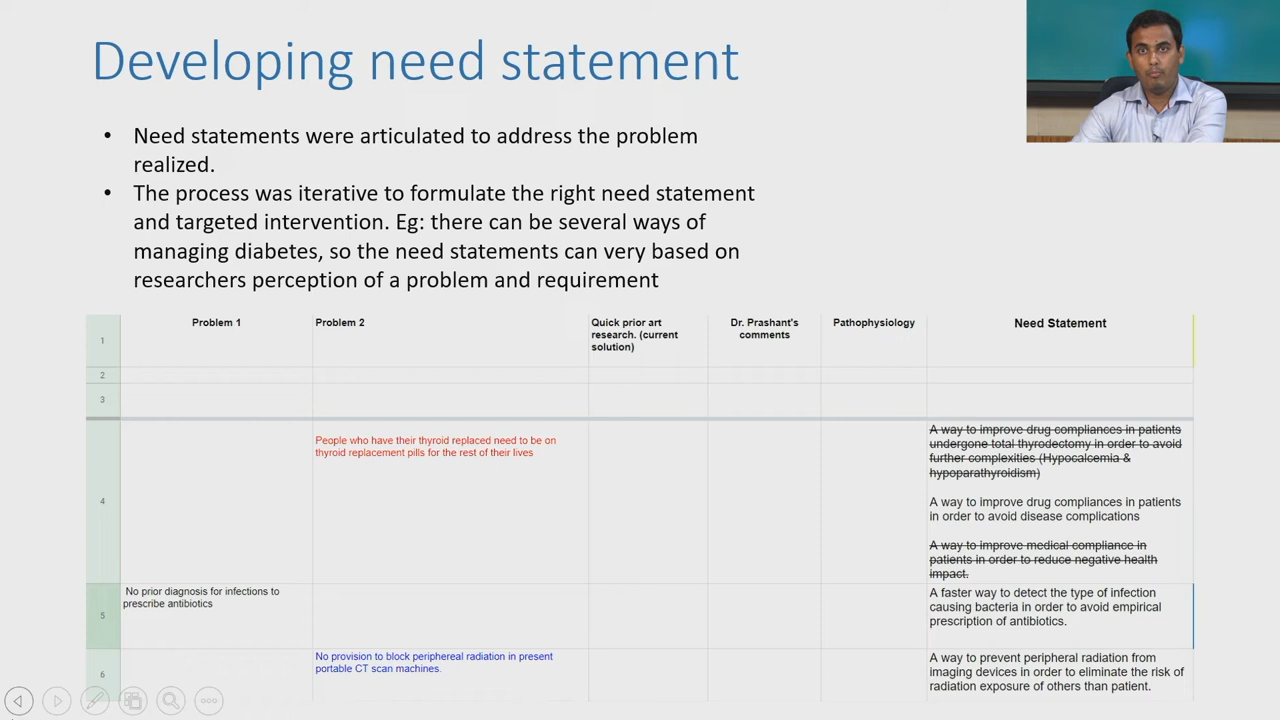 Developing need statement
• Need statements were articulated to address the problem
realized.
• The process was iterative to formulate the right need statement
and targeted intervention. Eg: there can be several ways of
managing diabetes, so the need statements can very based on
researchers perception of a problem and requirement
Problem 1
Problem 2
Quick prior art
research. (current
solution)
Dr. Prashant's
comments
Pathophysiology
Need Statement
1
2
3
4
People who have their thyroid replaced need to be on
thyroid replacement pills for the rest of their lives
A way to improve drug compliances in patients
undergone total thyrodectomy in order to avoid
further complexities (Hypocalcemia &
hypoparathyroidism)
A way to improve drug compliances in patients
in order to avoid disease complications
A way to improve medical compliance in
patients in order to reduce negative health
impact.
5
No prior diagnosis for infections to
prescribe antibiotics
A faster way to detect the type of infection
causing bacteria in order to avoid empirical
prescription of antibiotics.
6
No provision to block periphereal radiation in present
portable CT scan machines.
A way to prevent peripheral radiation from
imaging devices in order to eliminate the risk of
radiation exposure of others than patient.